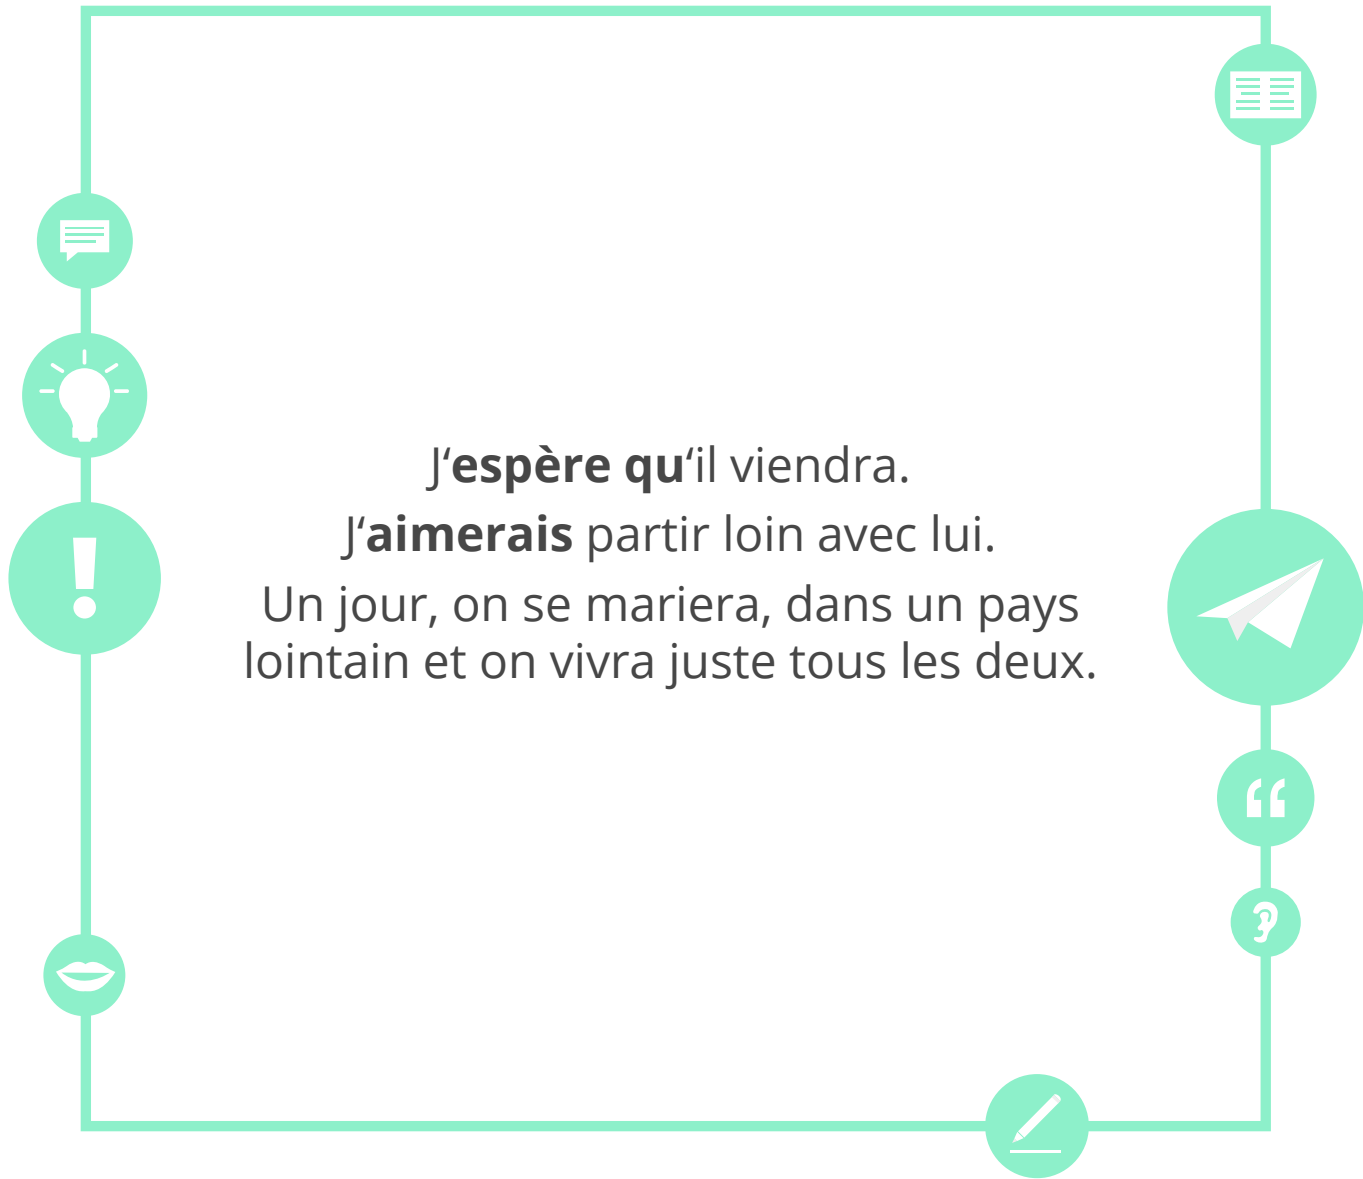 J‘espère qu‘il viendra.
J‘aimerais partir loin avec lui.
Un jour, on se mariera, dans un pays
lointain et on vivra juste tous les deux.